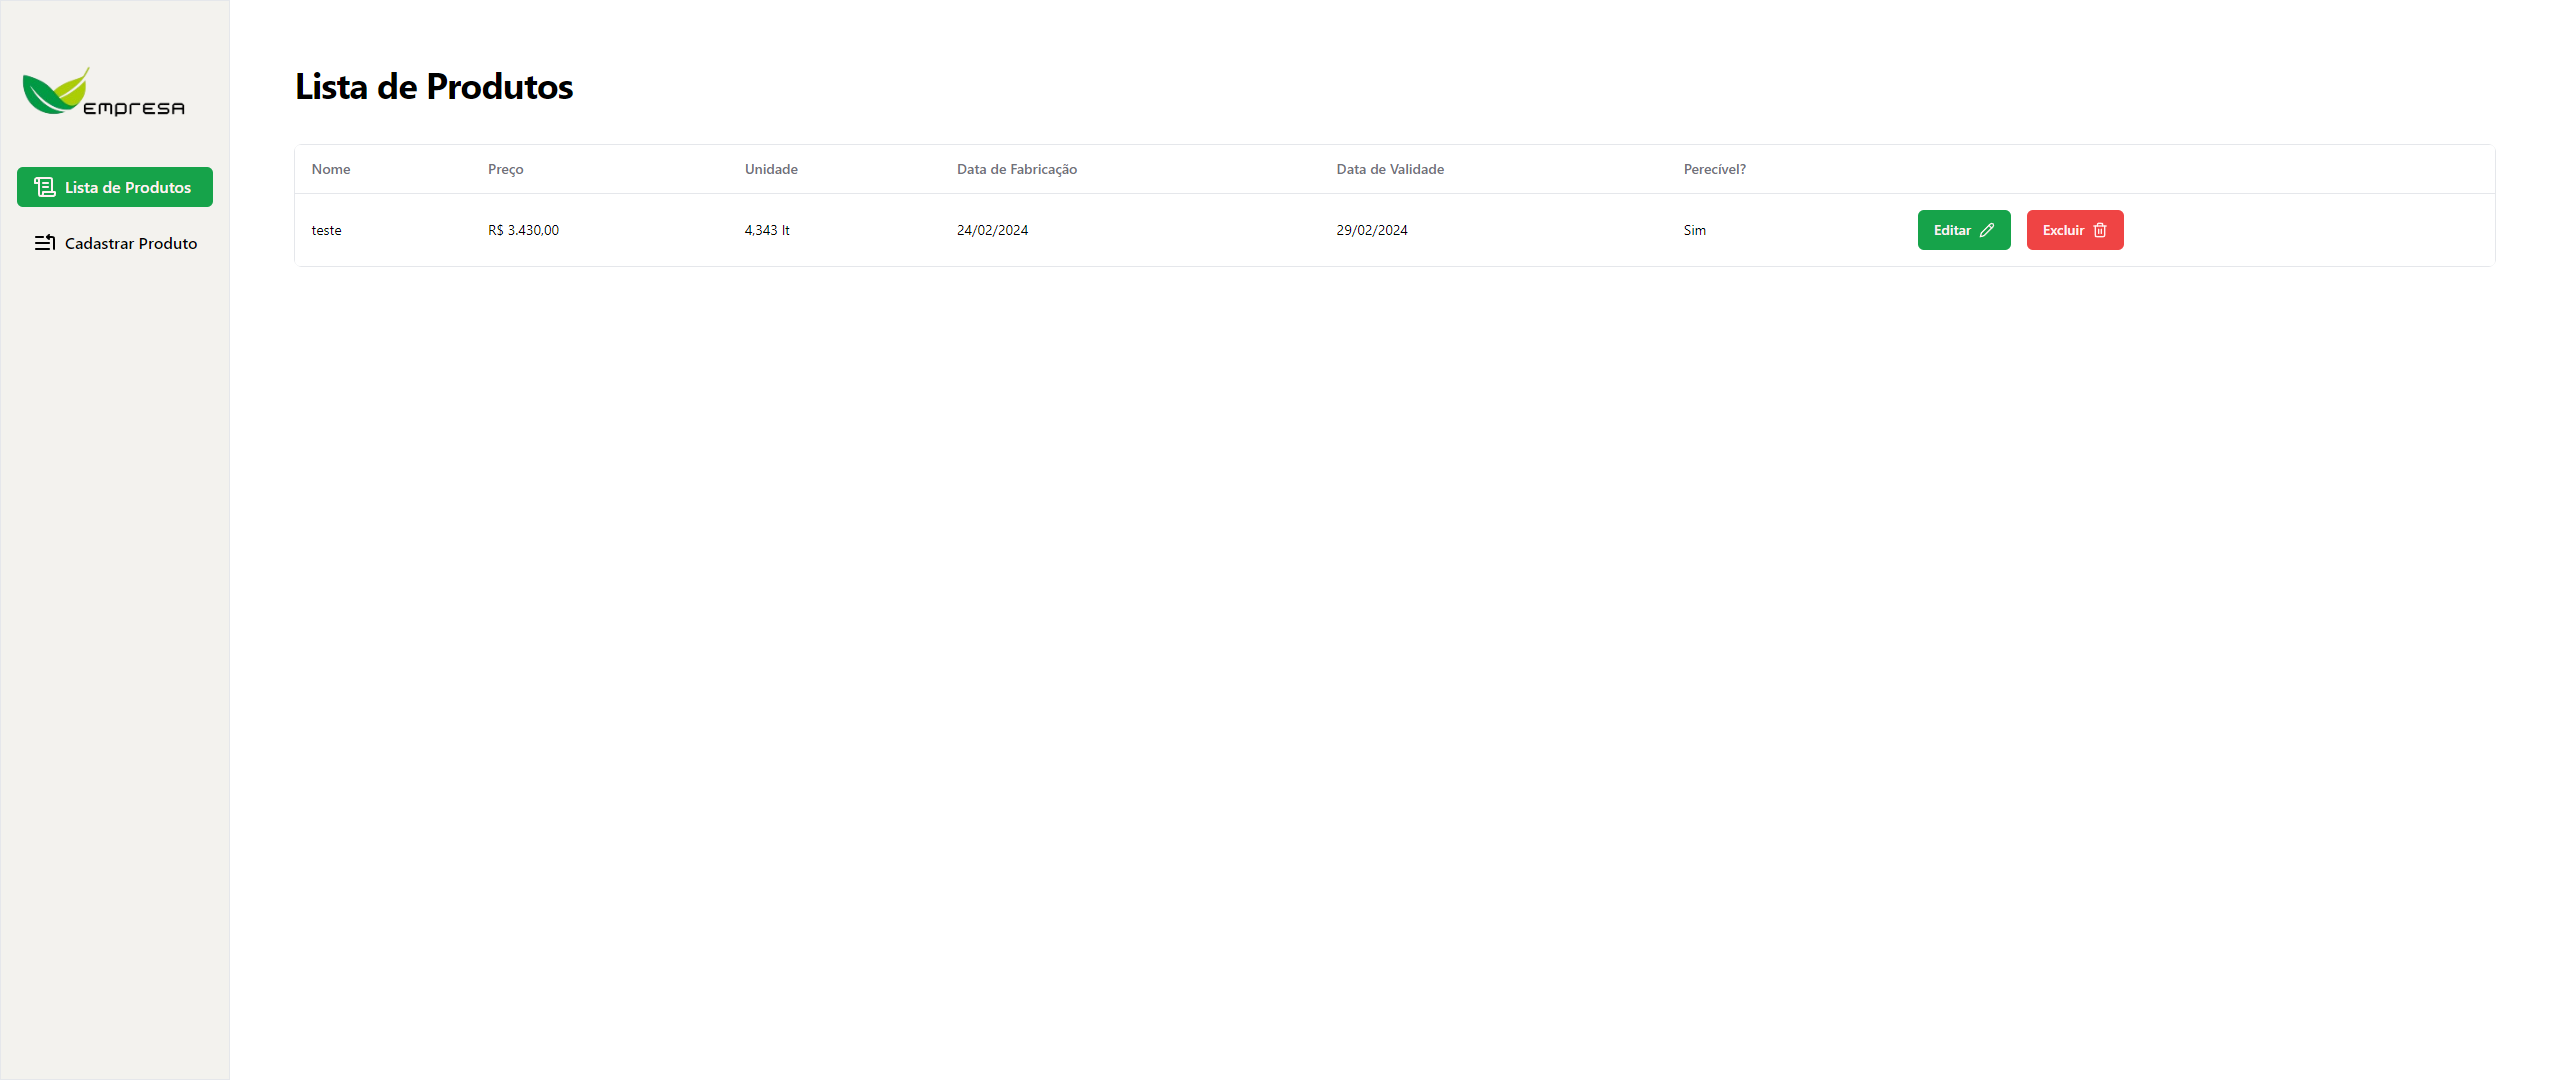 empresa
Lista de Produtos
Cadastrar Produto
Lista de Produtos
Nome Preço Unidade Data de Fabricação Data de Validade Perecível?
teste R$ 3.430,00 4,343 lt 24/02/2024 29/02/2024 Sim Editar Excluir